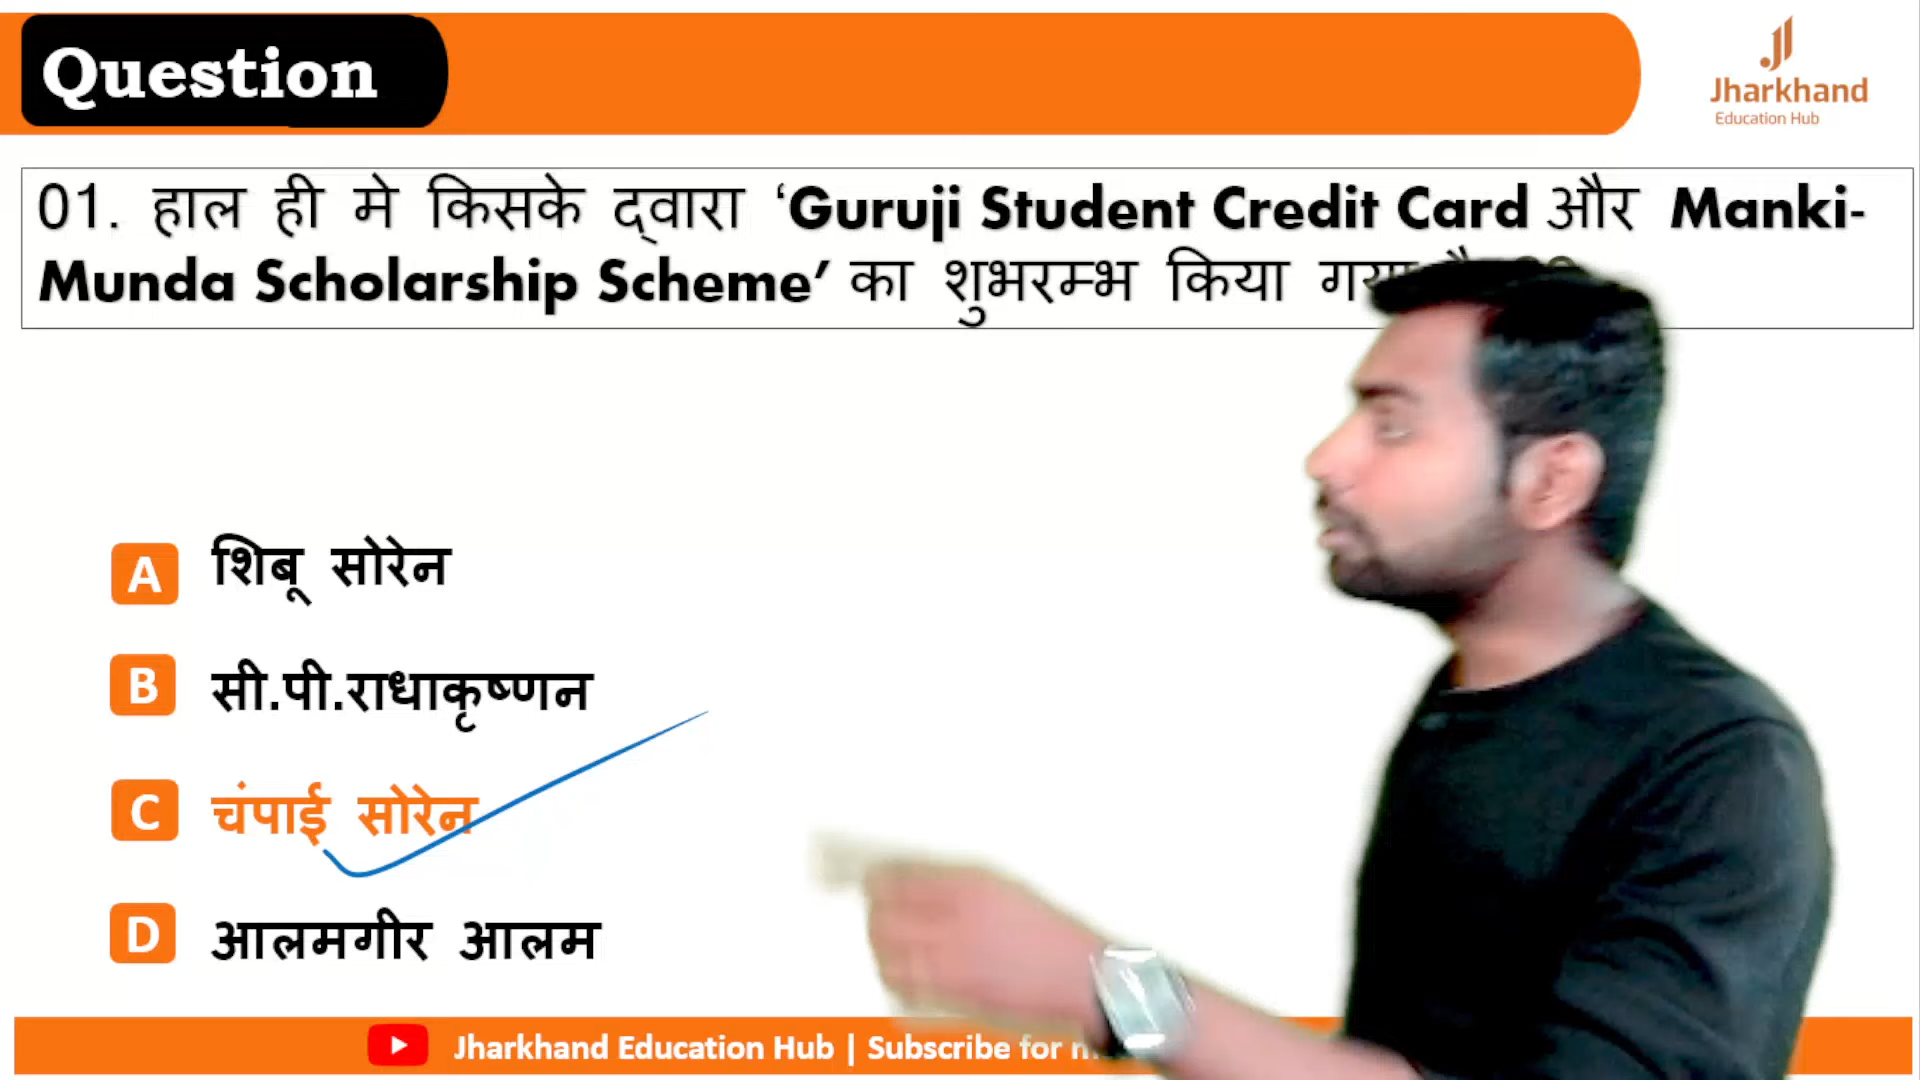 Question
Jharkhand
Education Hub
01. हाल ही मे किसके द्वारा ‘Guruji Student Credit Card और Manki-
Munda Scholarship Scheme’ का शुभरम्भ किया
A शिबू सोरेन
B सी.पी.राधाकृष्णन
C चंपाई सोरेन
D आलमगीर आलम
Jharkhand Education Hub | Subscribe for